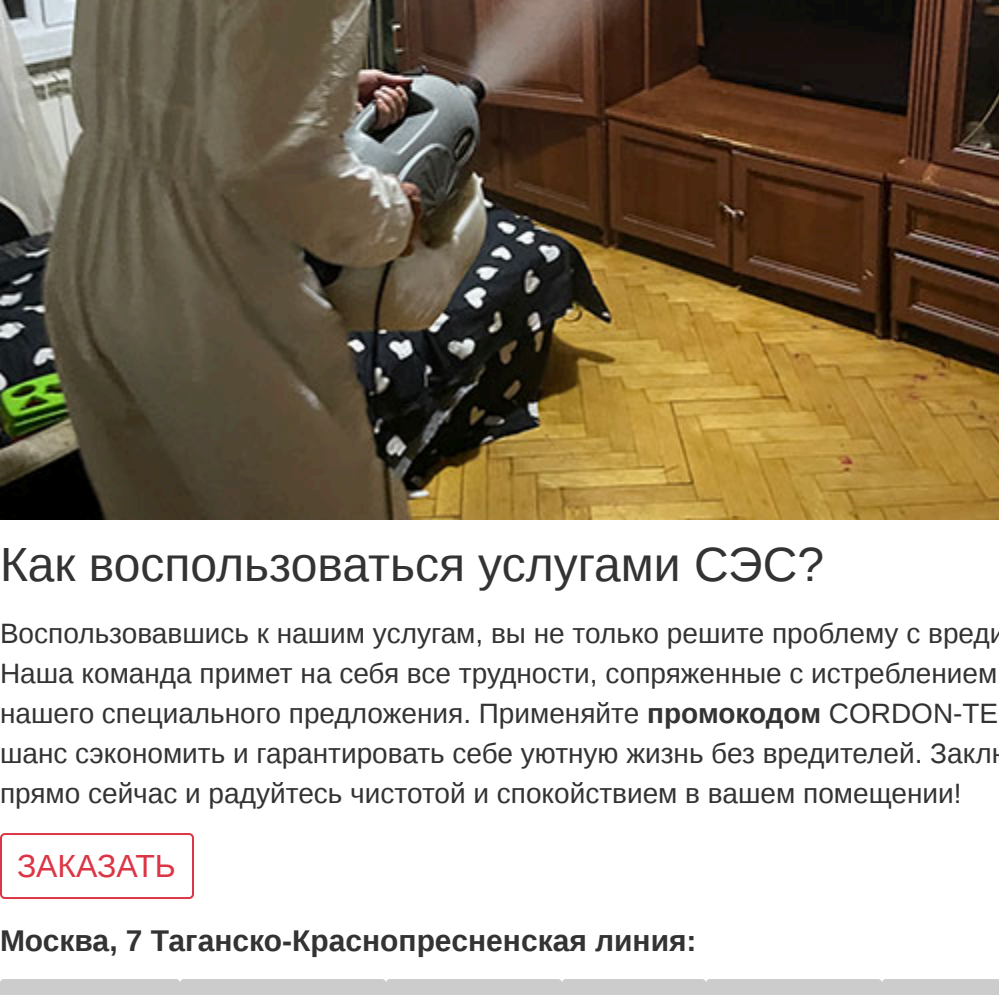 Как воспользоваться услугами СЭС?
Воспользовавшись к нашим услугам, вы не только решите проблему с
Наша команда примет на себя все трудности, сопряженные с истреблением
нашего специального предложения. Применяйте промокодом CORDON-TE
шанс сэкономить и гарантировать себе уютную жизнь без вредителей.
прямо сейчас и радуйтесь чистотой и спокойствием в вашем помещении!
ЗАКАЗАТЬ
Москва, 7 Таганско-Краснопресненская линия: